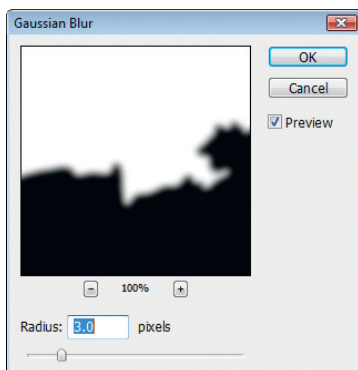 Gaussian Blur
OK
Cancel
Preview
100%
Radius: 3.0 pixels